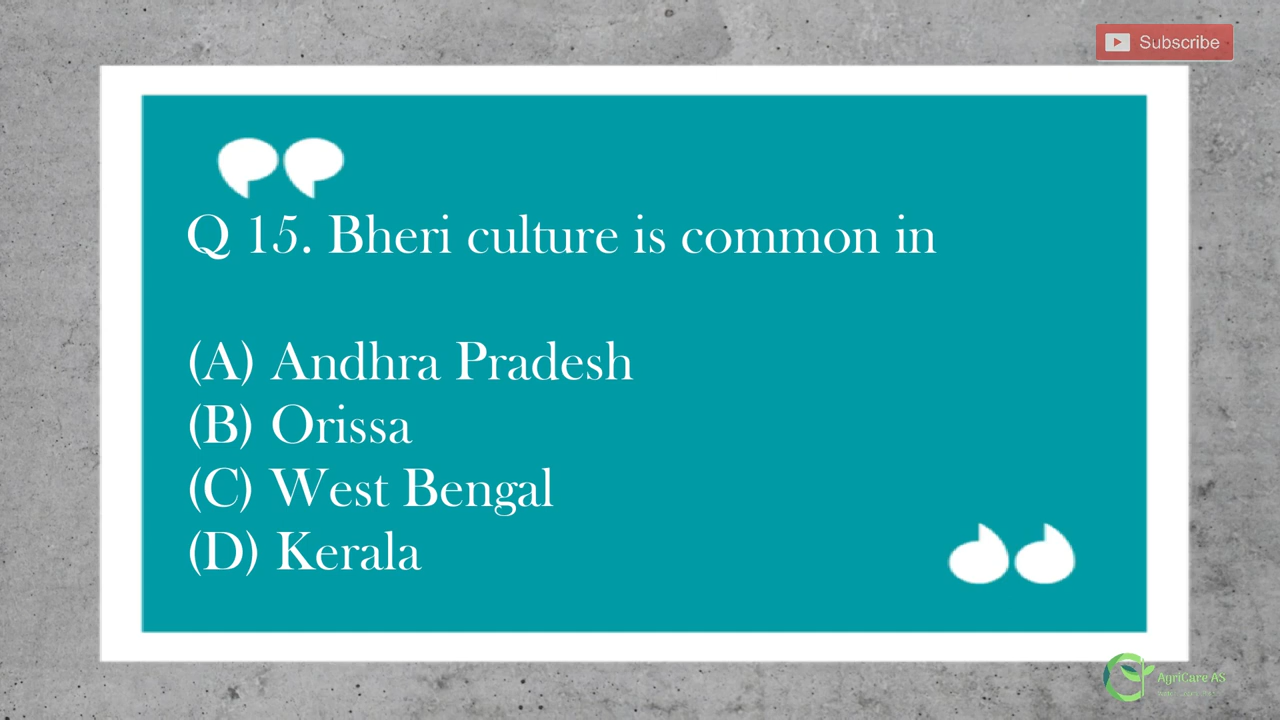 Subscribe
Q 15. Bheri culture is common in
(A) Andhra Pradesh
(B) Orissa
(C) West Bengal
(D) Kerala
AgriCare AS